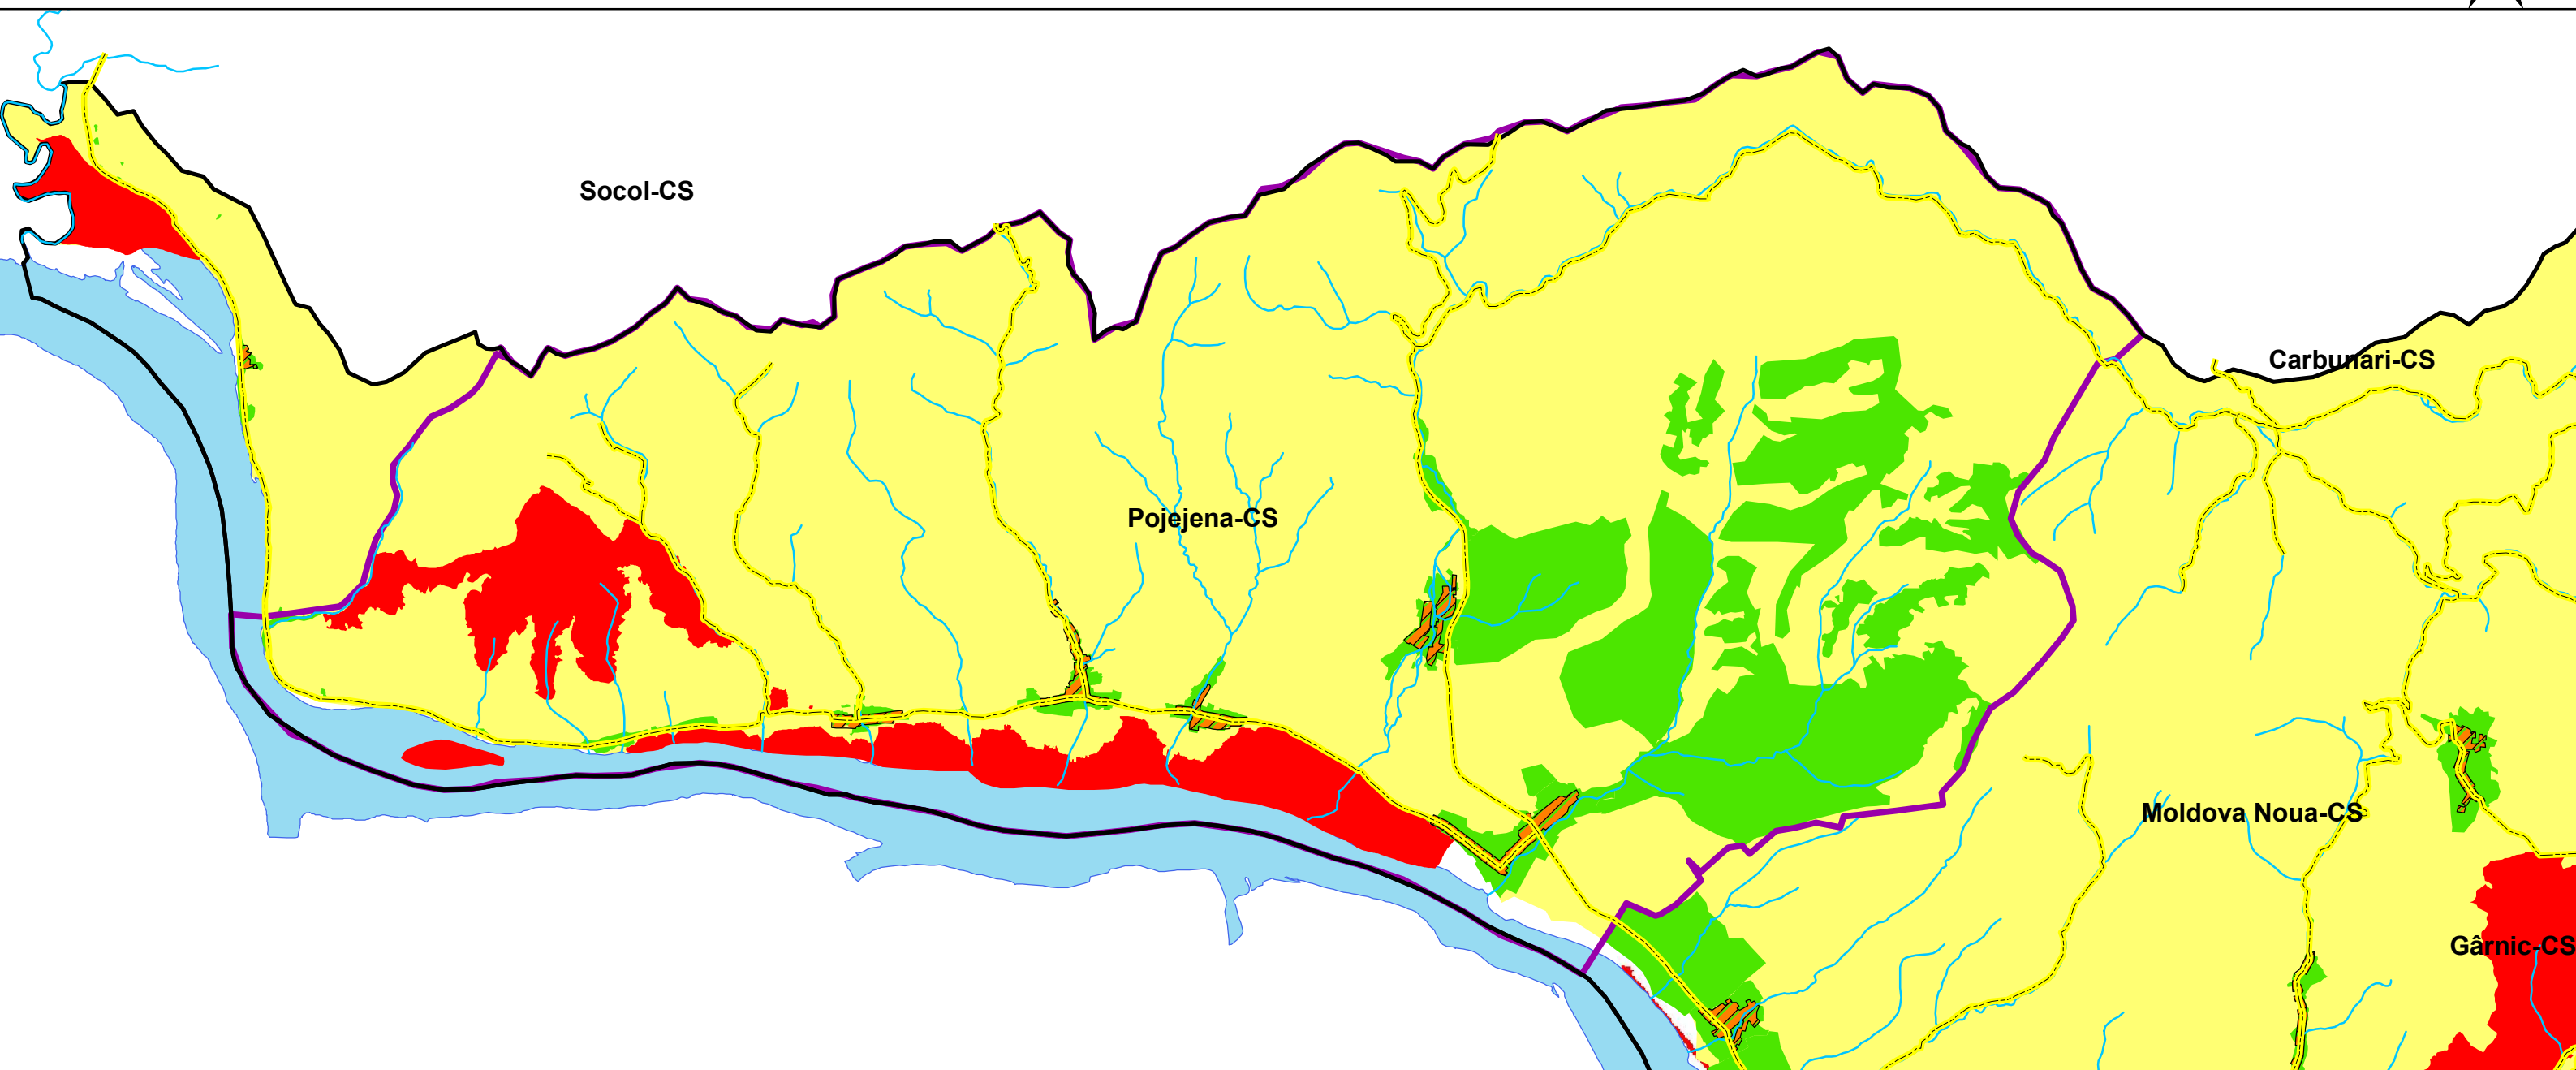 Socol-CS
Carbunari-CS
Pojejena-CS
Moldova Noua-CS
Gârnic-CS